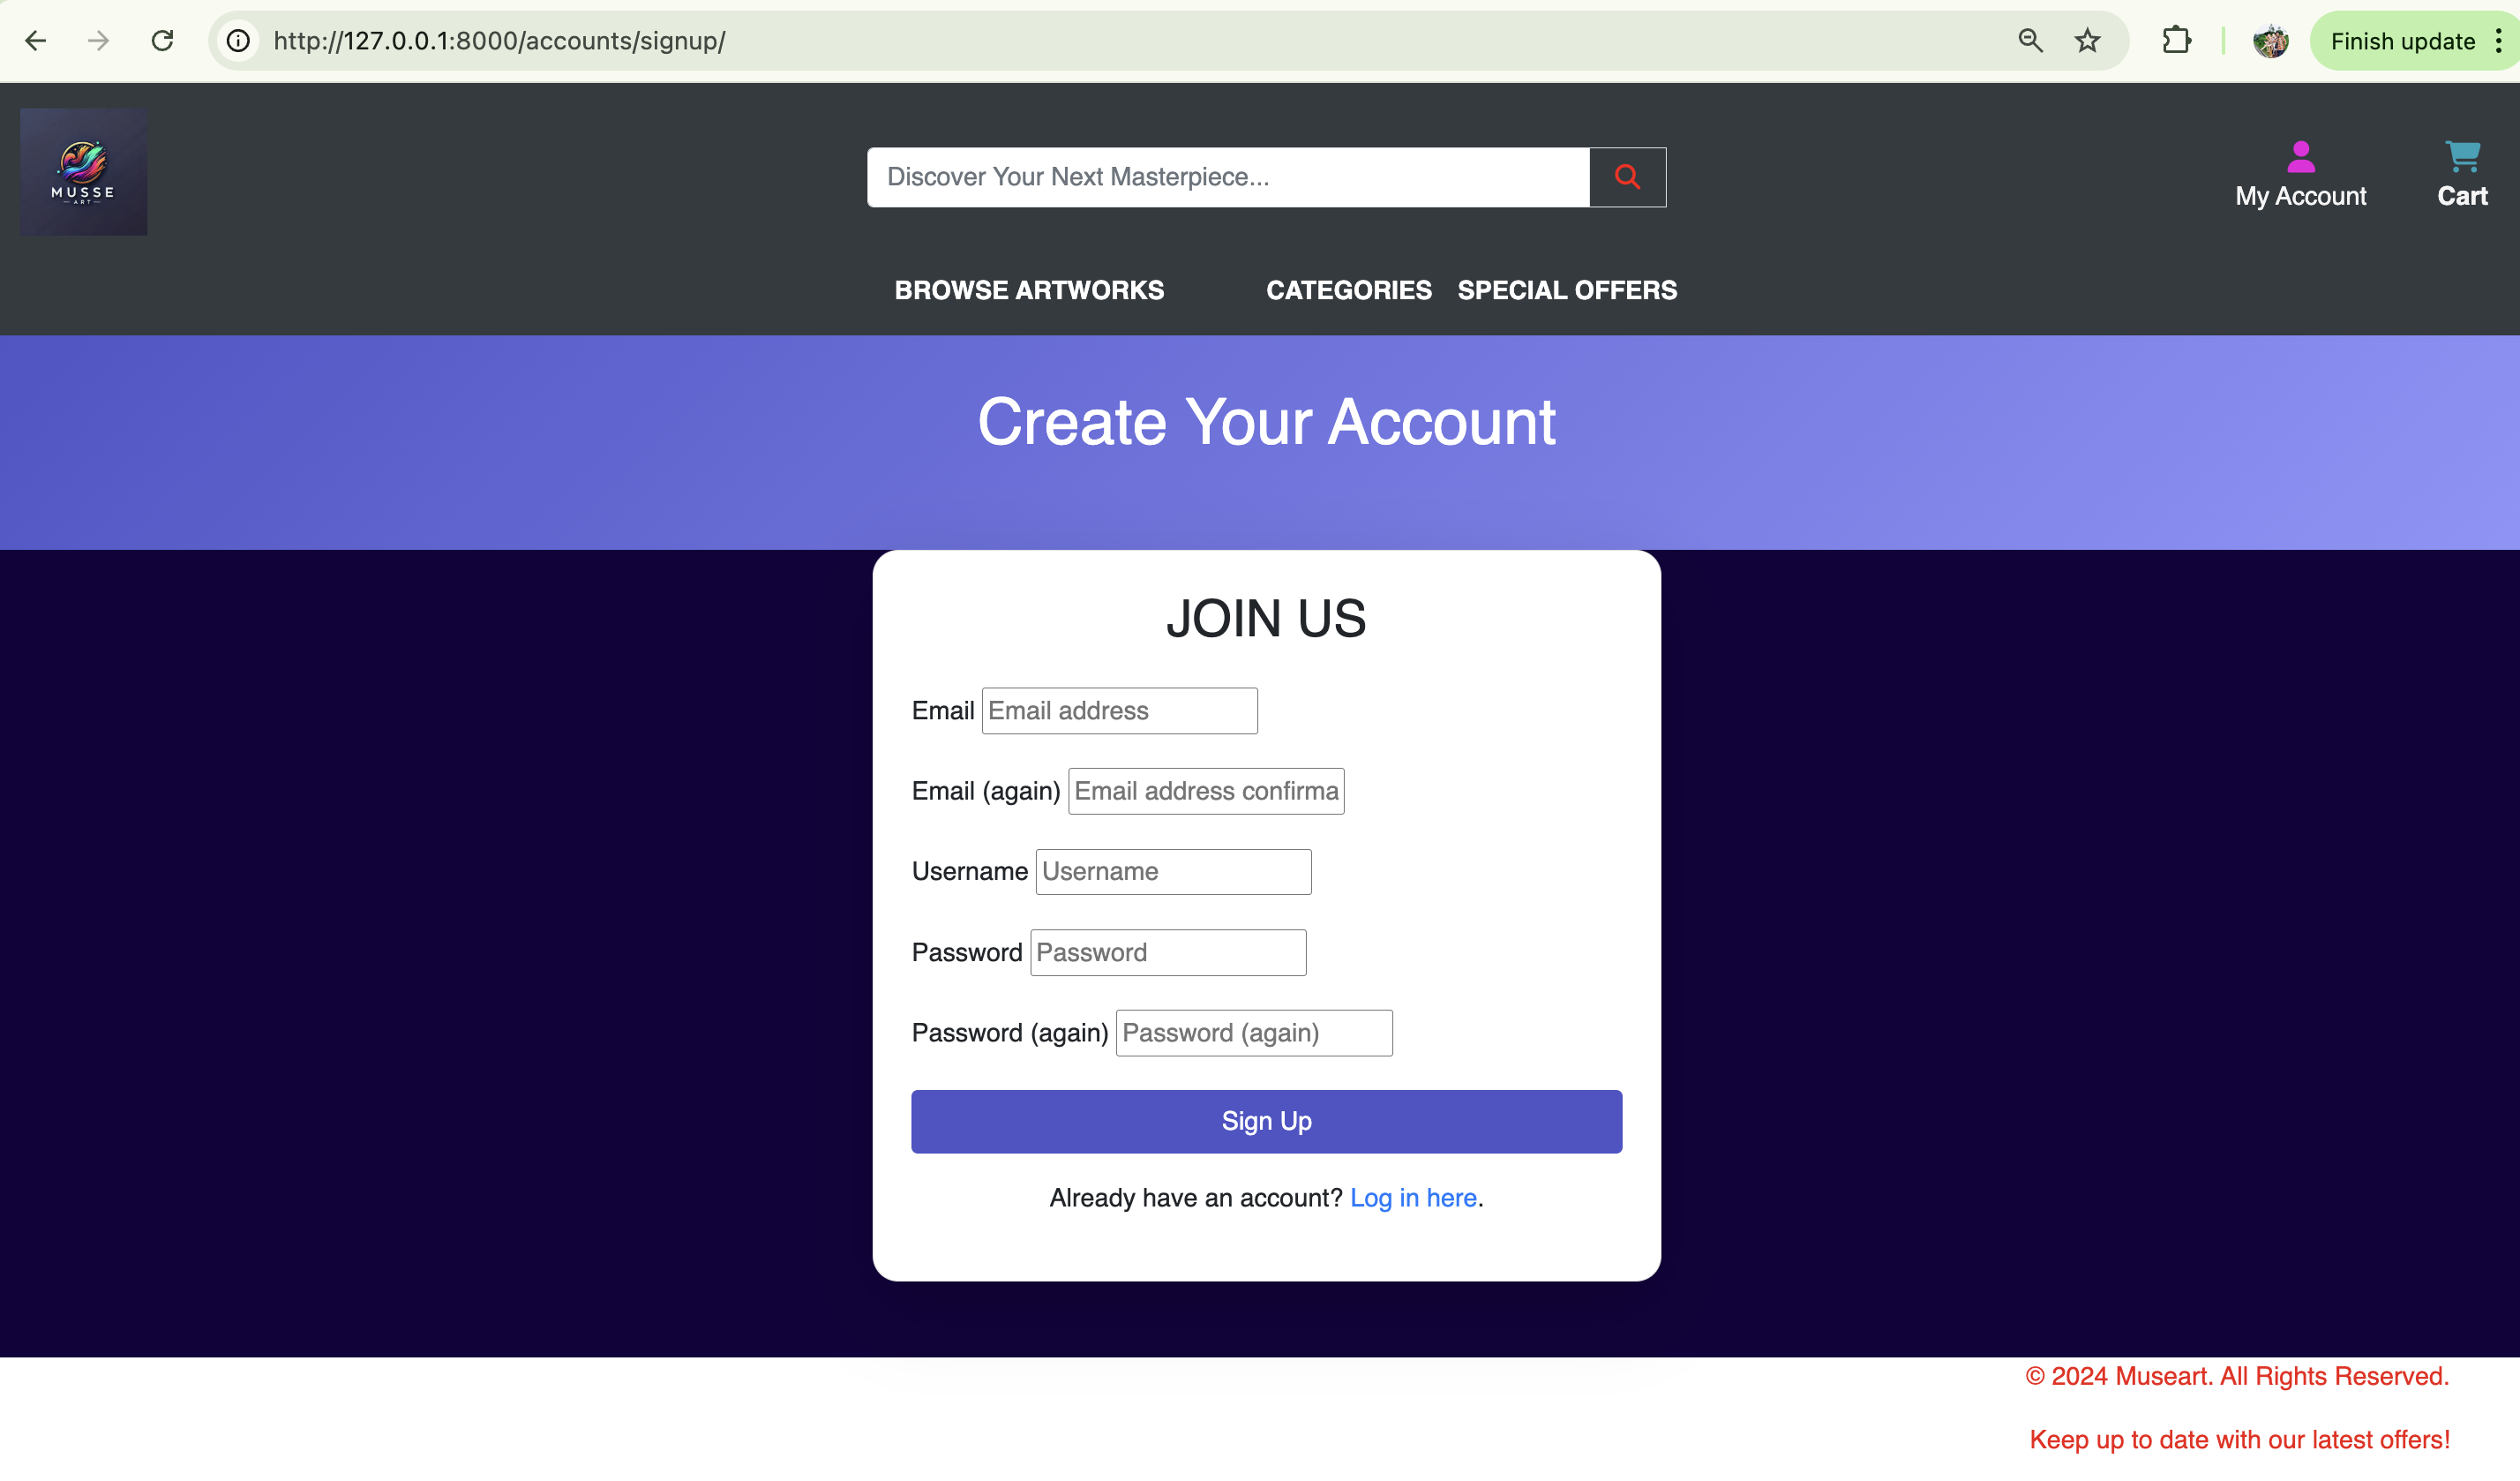 http://127.0.0.1:8000/accounts/signup/
Finish update
MUSSE
ART
Discover Your Next Masterpiece...
My Account
Cart
BROWSE ARTWORKS
CATEGORIES
SPECIAL OFFERS
Create Your Account
JOIN US
Email Email address
Email (again) Email address confirma
Username Username
Password Password
Password (again) Password (again)
Sign Up
Already have an account? Log in here.
© 2024 Museart. All Rights Reserved.
Keep up to date with our latest offers!